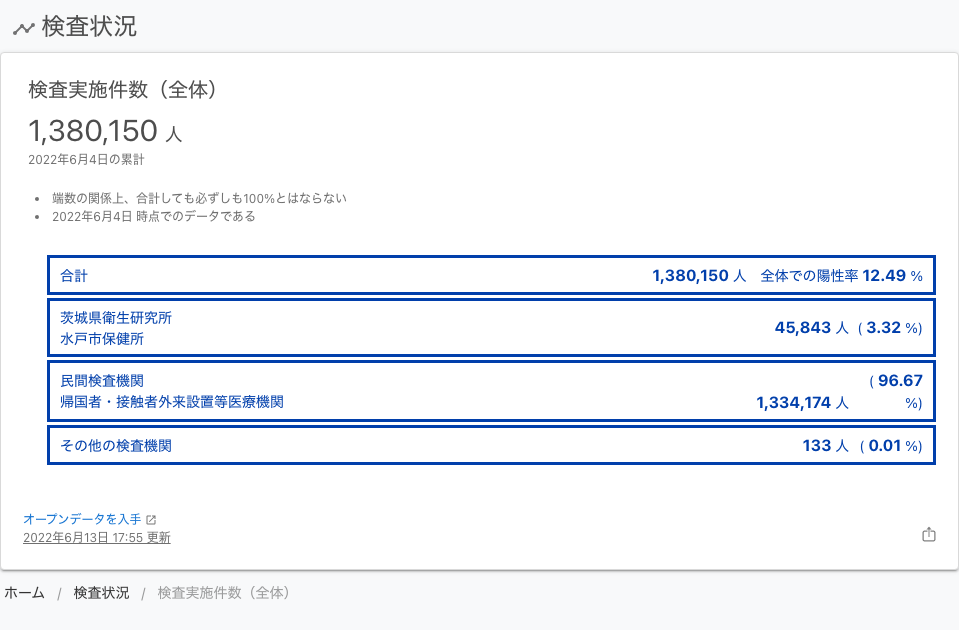 検査状況
検査実施件数（全体）
1,380,150 人
2022年6月4日の累計
端数の関係上、合計しても必ずしも100%とはならない
2022年6月4日 時点でのデータである
合計 1,380,150 人 全体での陽性率 12.49 %
茨城県衛生研究所
水戸市保健所
45,843 人 ( 3.32 %)
民間検査機関
帰国者・接触者外来設置等医療機関
1,334,174 人 ( 96.67
%)
その他の検査機関 133 人 ( 0.01 %)
オープンデータを入手
2022年6月13日 17:55 更新
ホーム / 検査状況 / 検査実施件数（全体）